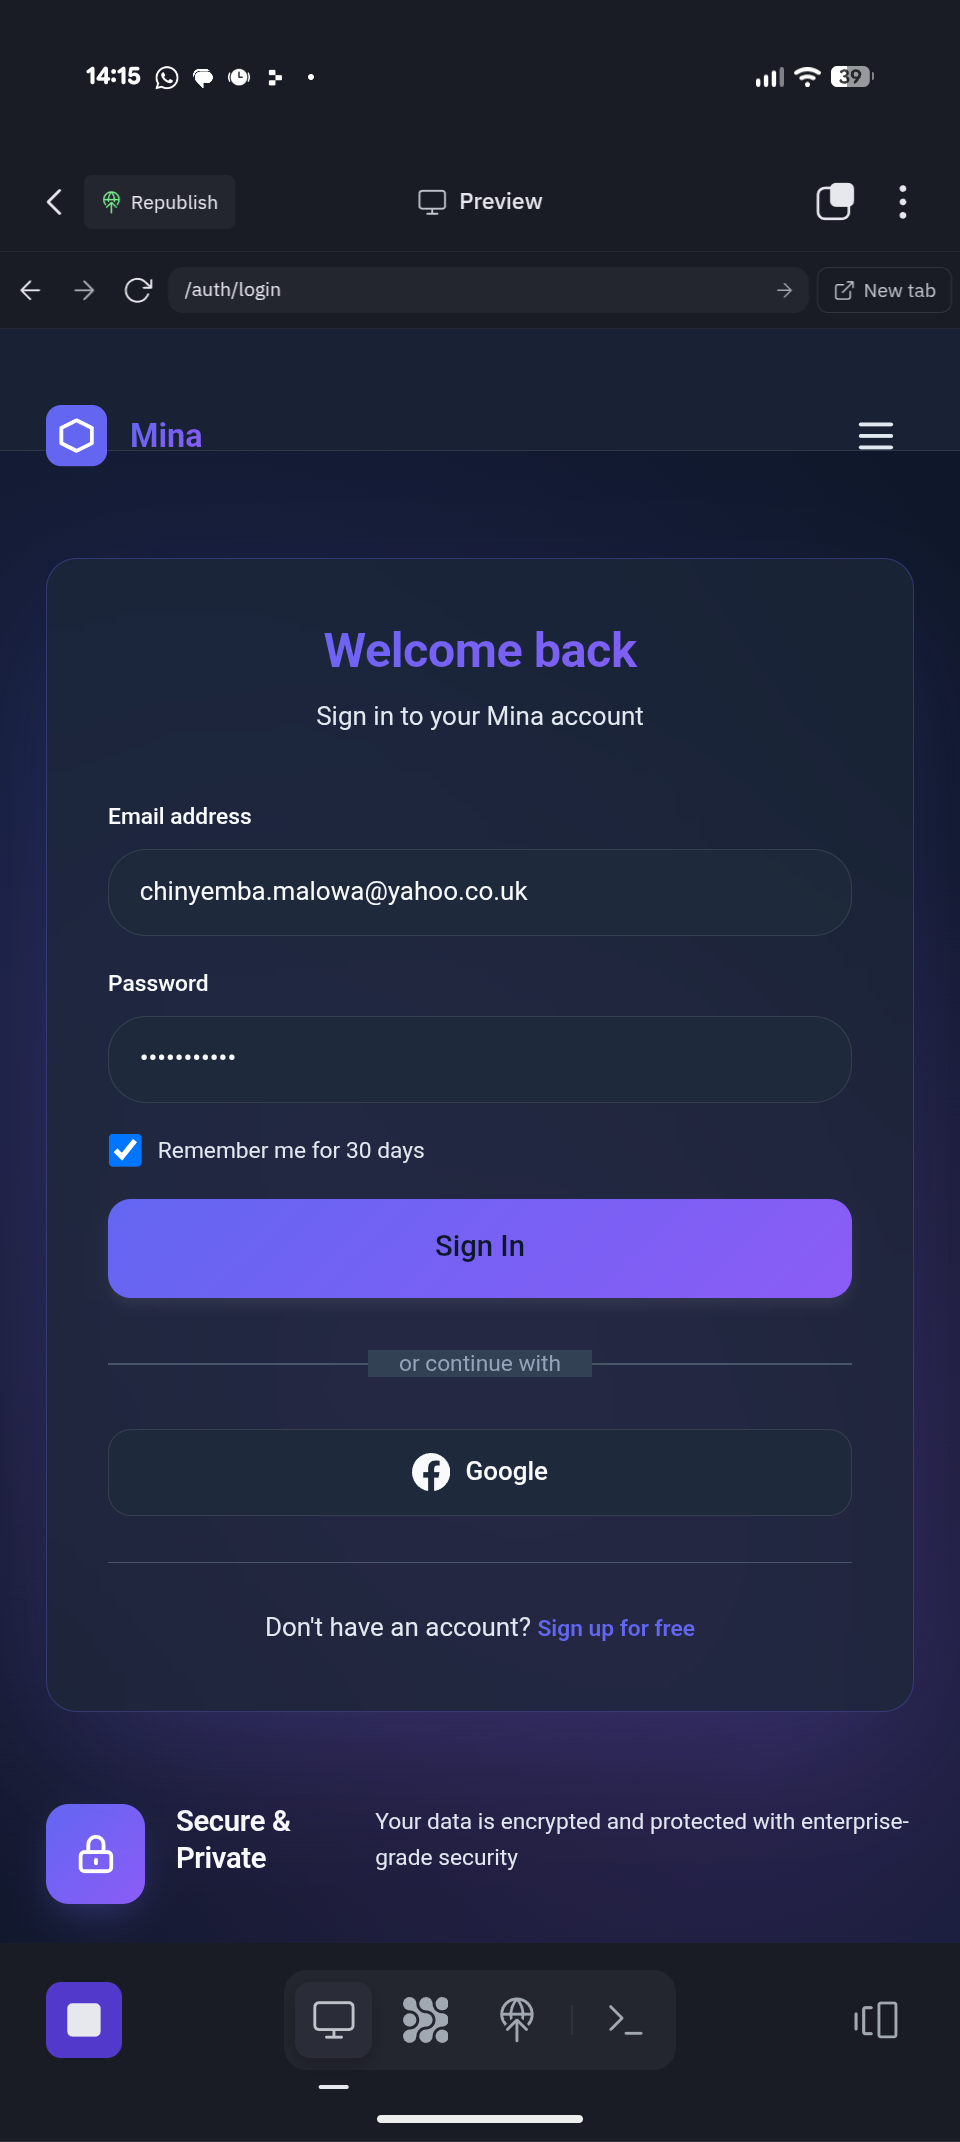 14:15
39
Republish
Preview
/auth/login
New tab
Mina
Welcome back
Sign in to your Mina account
Email address
chinyemba.malowa@yahoo.co.uk
Password
•••••••••••
Remember me for 30 days
Sign In
or continue with
Google
Don't have an account? Sign up for free
Secure &
Private
Your data is encrypted and protected with enterprise-
grade security